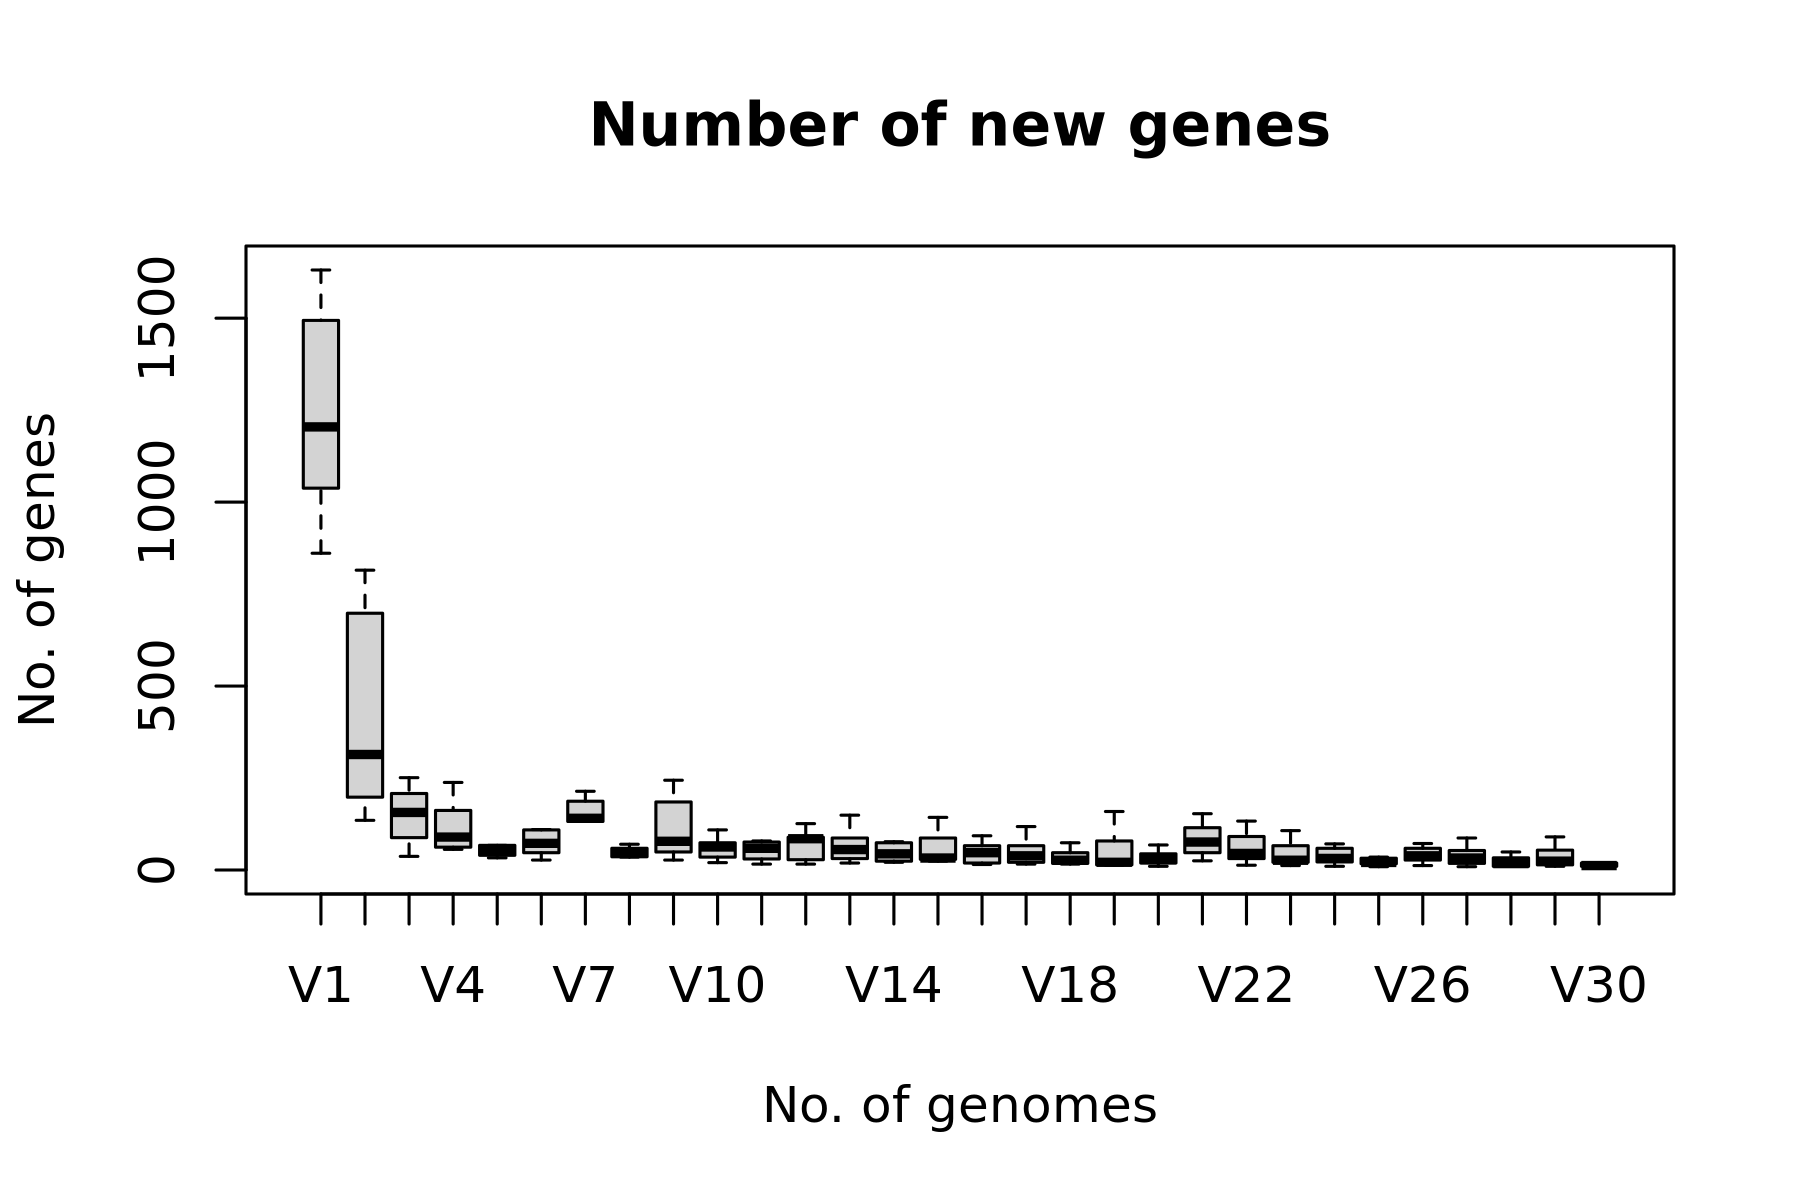 Number of new genes
No. of genes
1500
1000
500
0
V1 V4 V7 V10 V14 V18 V22 V26 V30
No. of genomes